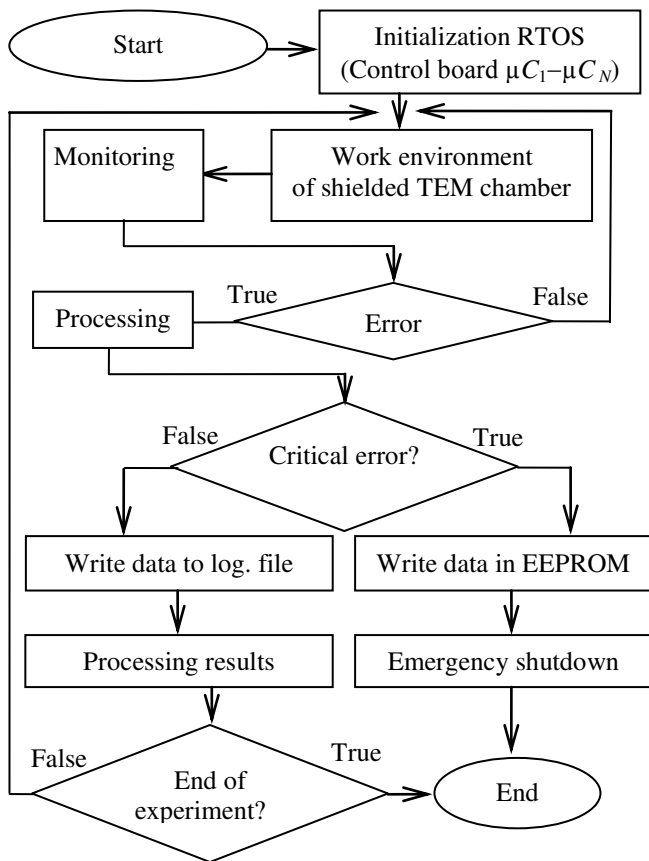 Start
Initialization RTOS
(Control board μC1–μCN)
Monitoring
Work environment
of shielded TEM chamber
True
False
Processing
Error
False
True
Critical error?
Write data to log. file
Write data in EEPROM
Processing results
Emergency shutdown
False
True
End of
experiment?
End